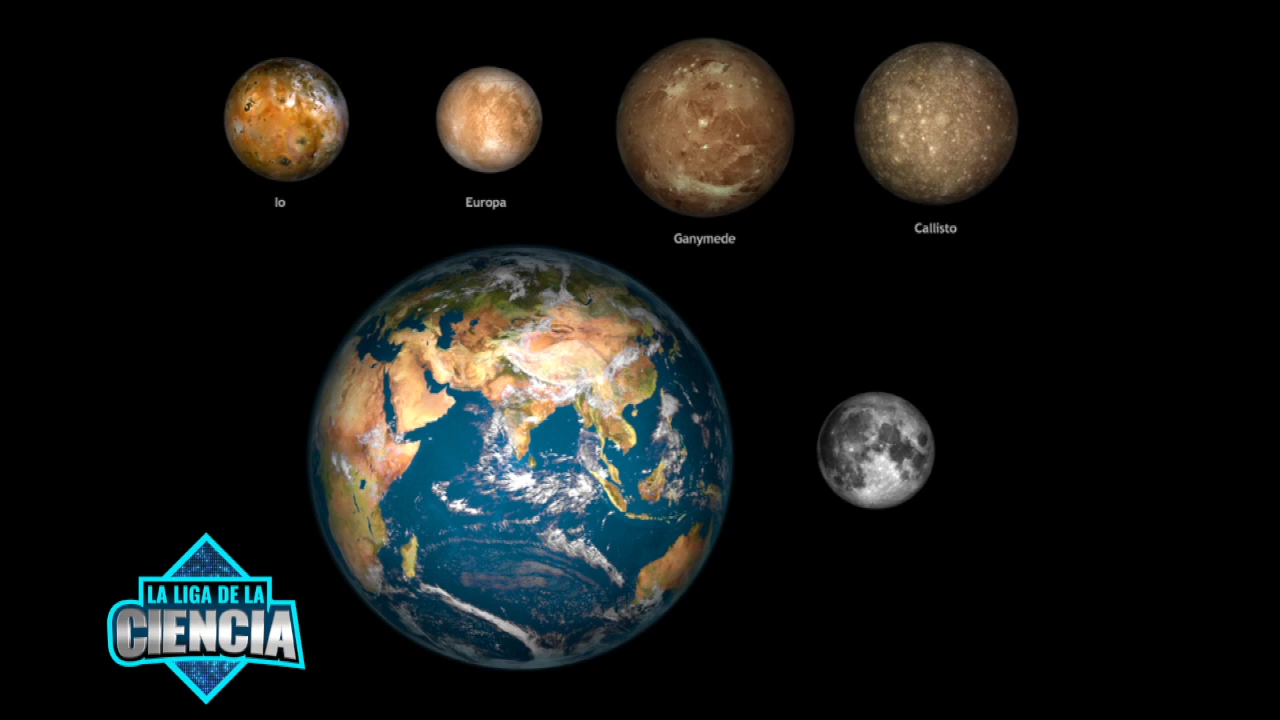 Io
Europa
Ganymede
Callisto
LA LIGA DE LA
CIENCIA